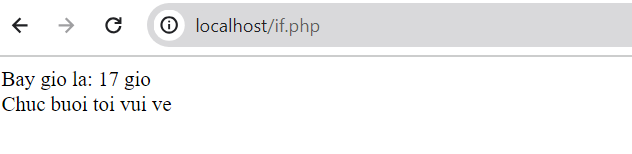 localhost/if.php
Bay gio la: 17 gio
Chuc buoi toi vui ve